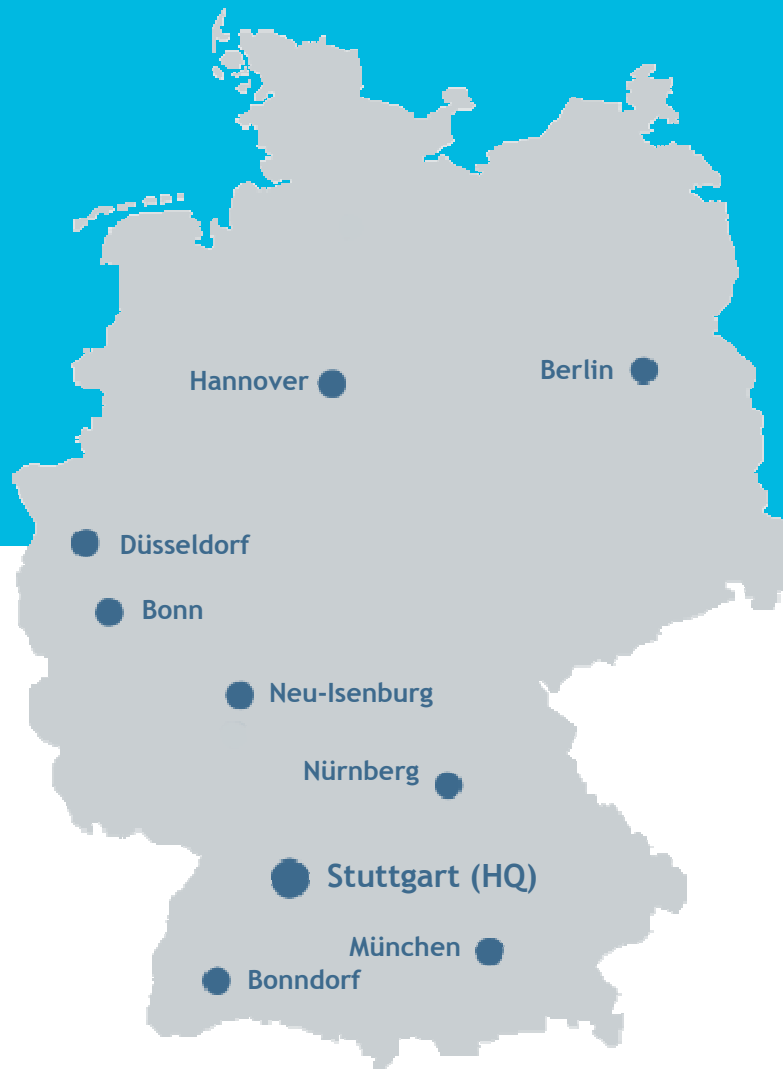 Berlin
Hannover
Düsseldorf
Bonn
Neu-Isenburg
Nürnberg
Stuttgart (HQ)
München
Bonndorf